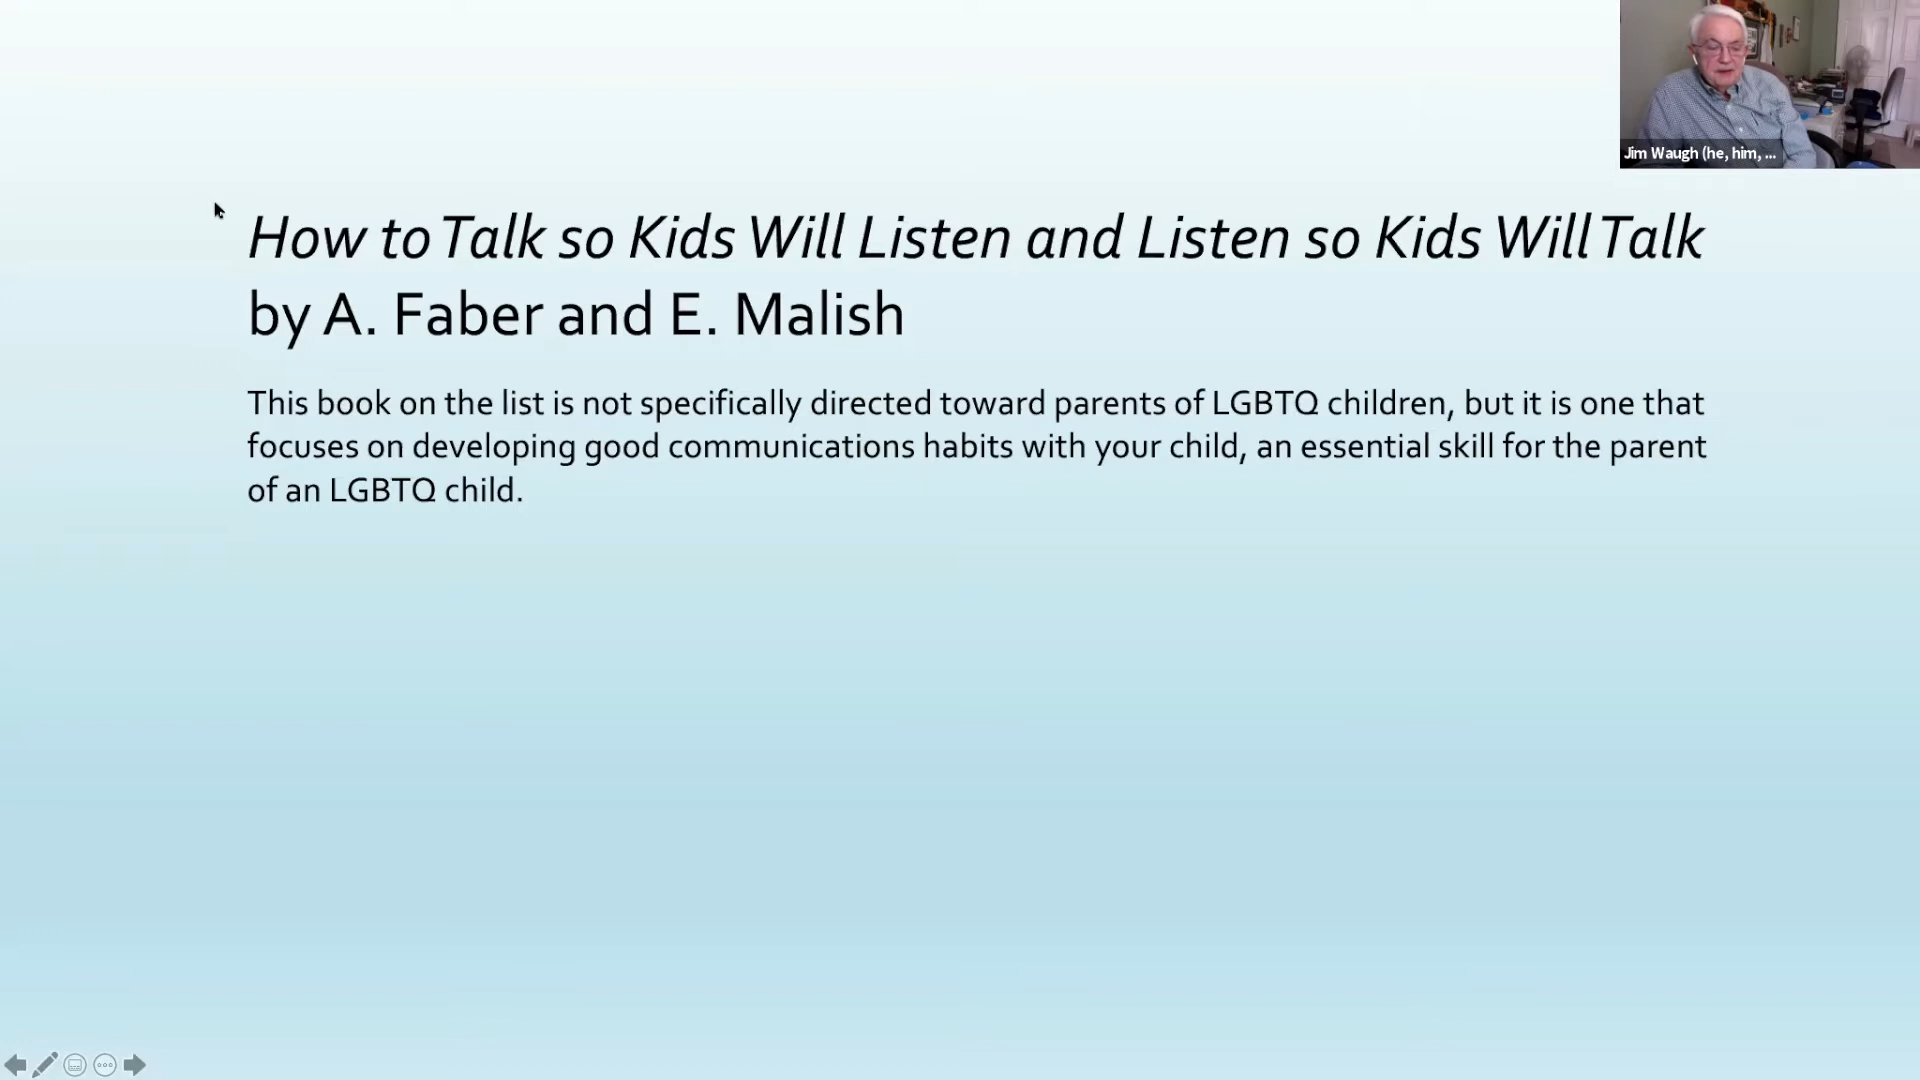 Jim Waugh (he, him, ...
How to Talk so Kids Will Listen and Listen so Kids Will Talk
by A. Faber and E. Malish
This book on the list is not specifically directed toward parents of LGBTQ children, but it is one that
focuses on developing good communications habits with your child, an essential skill for the parent
of an LGBTQ child.